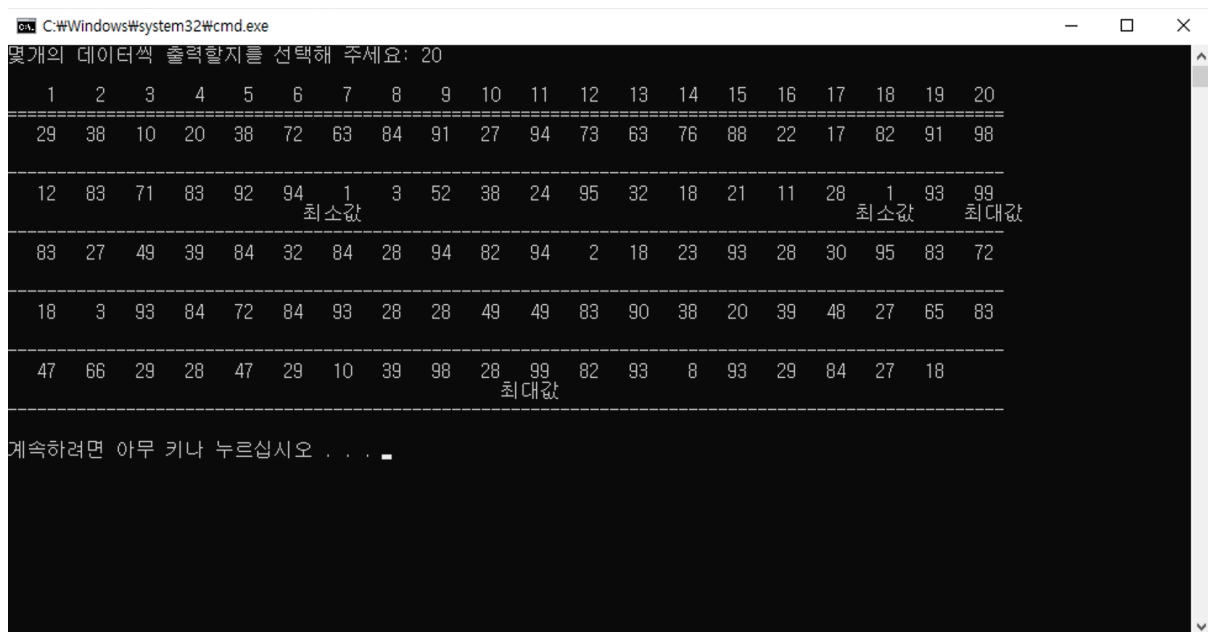 C:₩Windows₩system32₩cmd.exe
몇개의 데이터씩 출력할지를 선택해 주세요: 20
1 2 3 4 5 6 7 8 9 10 11 12 13 14 15 16 17 18 19 20
====================================================================================================
29 38 10 20 38 72 63 84 91 27 94 73 63 76 88 22 17 82 91 98
----------------------------------------------------------------------------------------------------
12 83 71 83 92 94 1 3 52 38 24 95 32 18 21 11 28 1 93 99
최소값 최소값 최대값
----------------------------------------------------------------------------------------------------
83 27 49 39 84 32 84 28 94 82 94 2 18 23 93 28 30 95 83 72
----------------------------------------------------------------------------------------------------
18 3 93 84 72 84 93 28 28 49 49 83 90 38 20 39 48 27 65 83
----------------------------------------------------------------------------------------------------
47 66 29 28 47 29 10 39 98 28 99 82 93 8 93 29 84 27 18
최대값
----------------------------------------------------------------------------------------------------
계속하려면 아무 키나 누르십시오 . . .